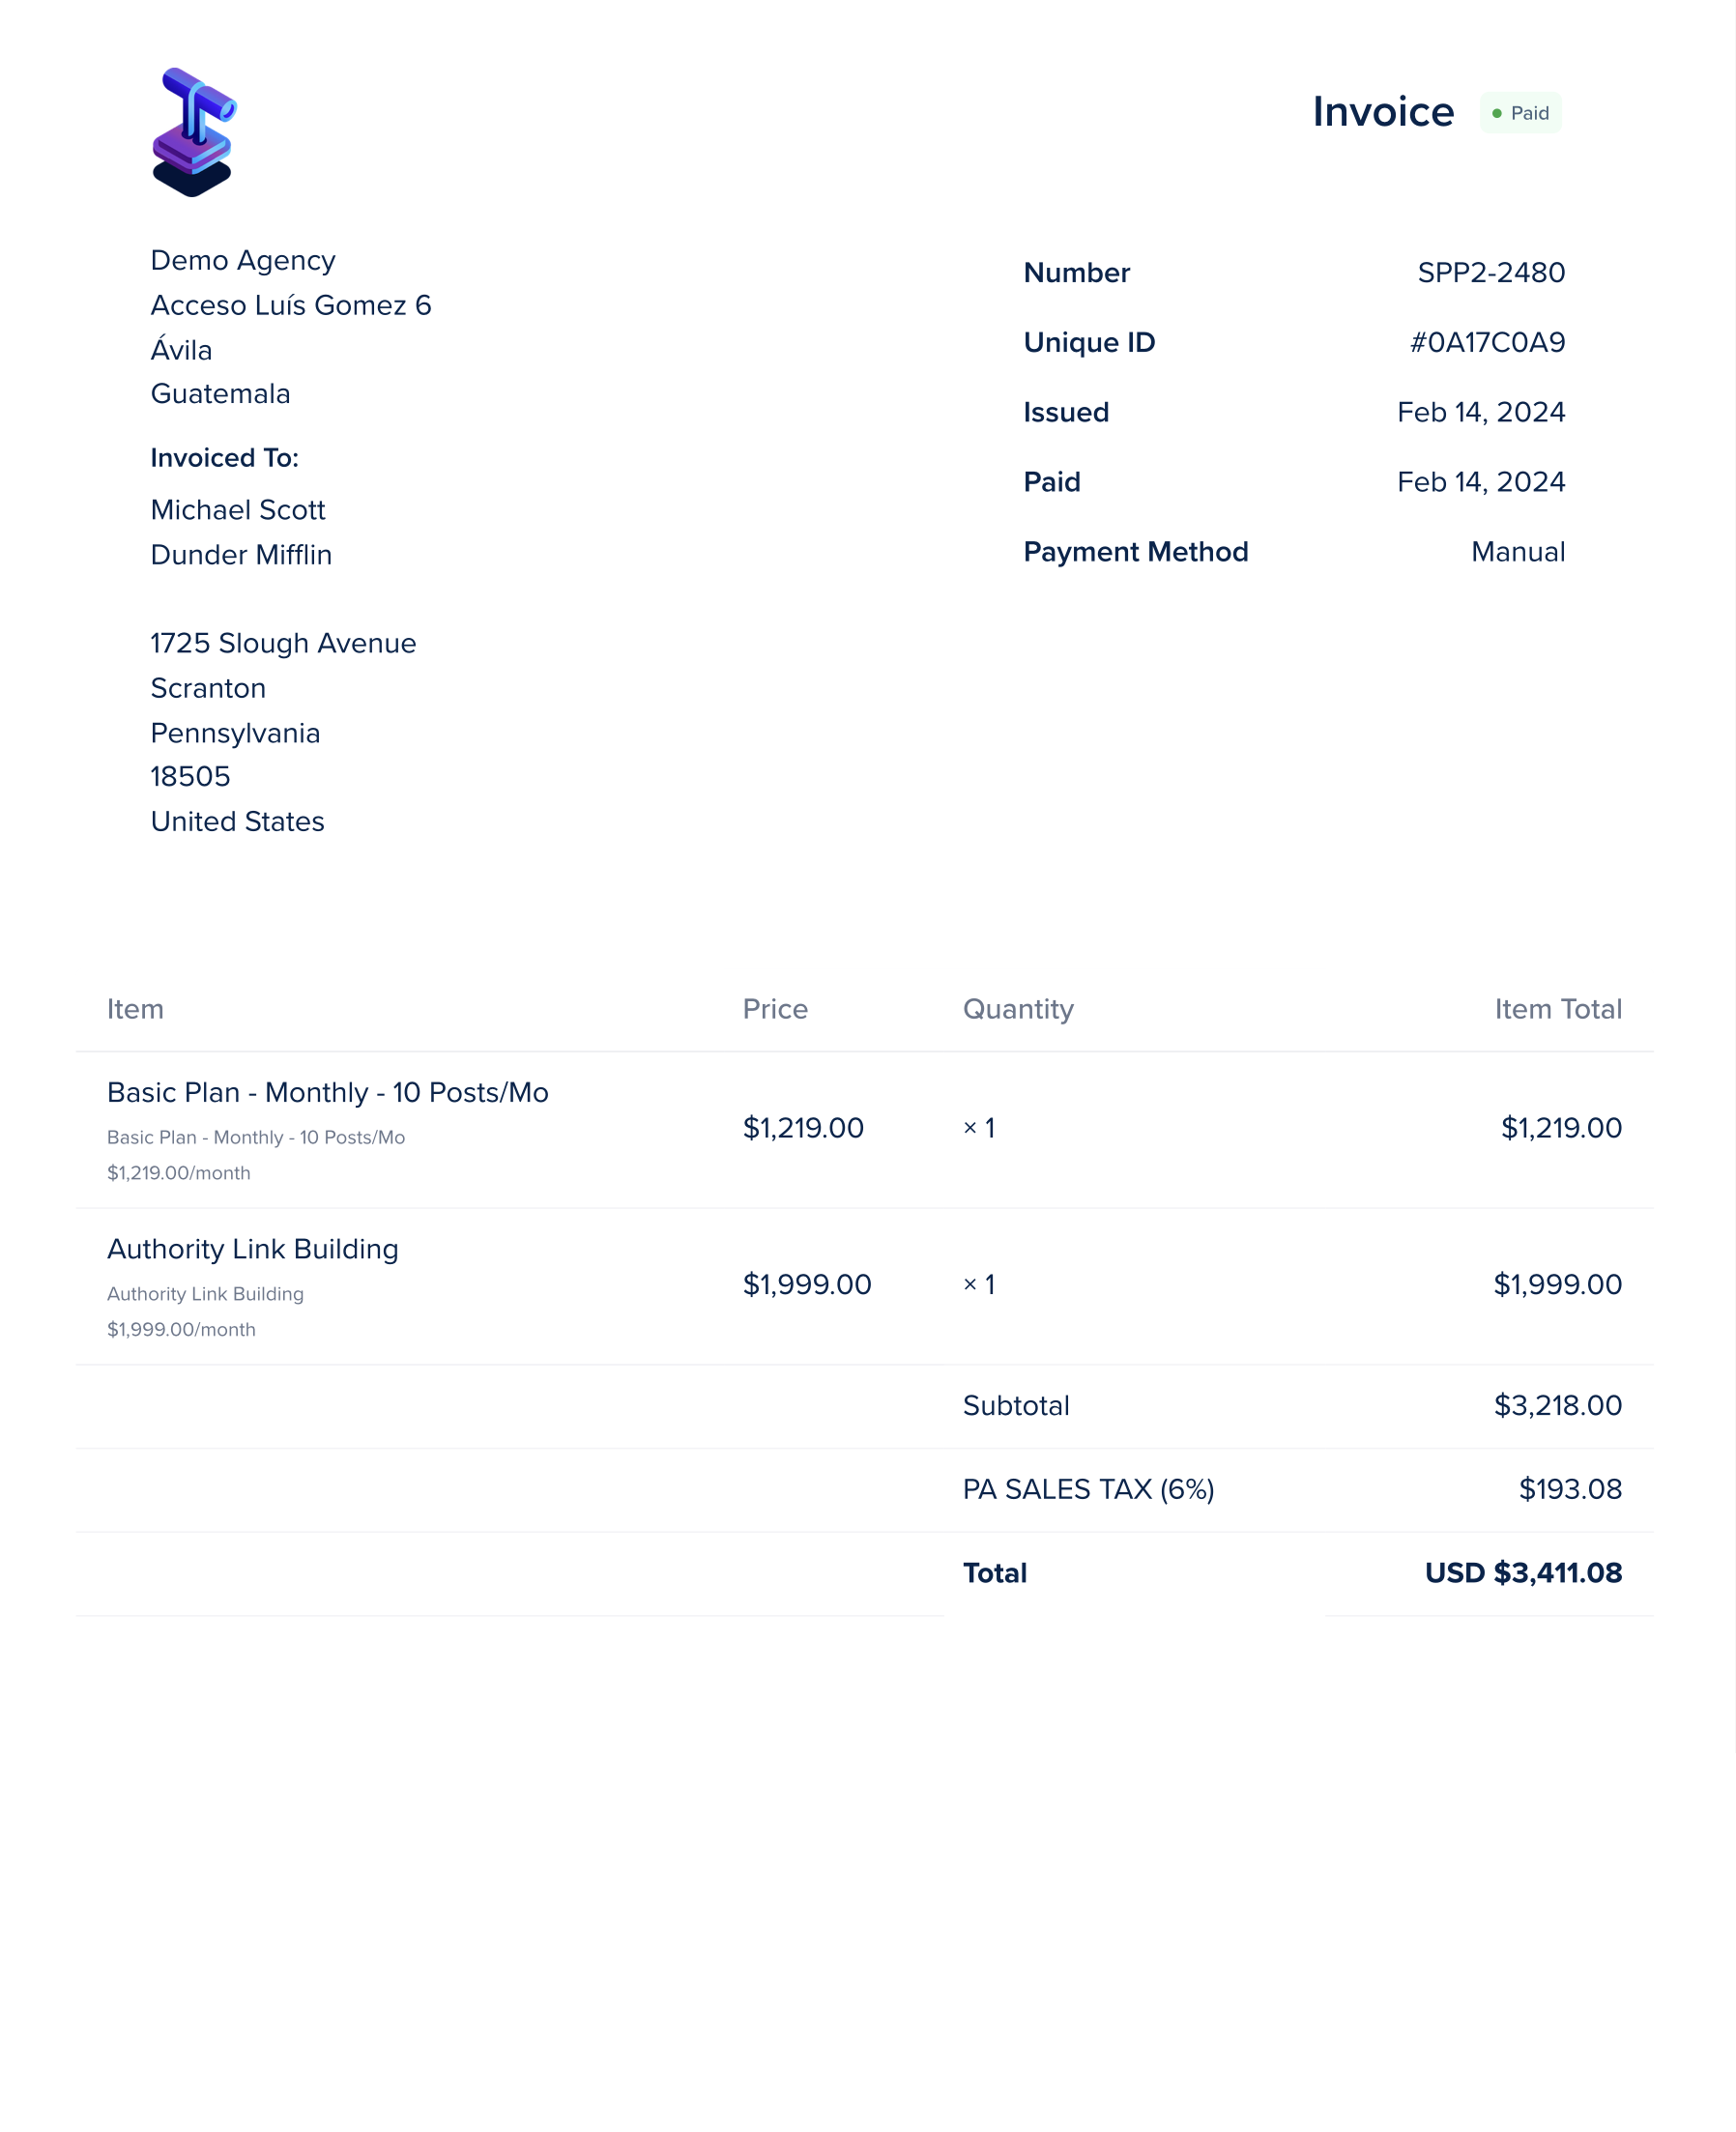 Invoice
Paid
Demo Agency
Acceso Luís Gomez 6
Ávila
Guatemala
Invoiced To:
Michael Scott
Dunder Mifflin
1725 Slough Avenue
Scranton
Pennsylvania
18505
United States
Number SPP2-2480
Unique ID #0A17C0A9
Issued Feb 14, 2024
Paid Feb 14, 2024
Payment Method Manual
Item Price Quantity Item Total
Basic Plan - Monthly - 10 Posts/Mo
Basic Plan - Monthly - 10 Posts/Mo
$1,219.00/month
$1,219.00 × 1 $1,219.00
Authority Link Building
Authority Link Building
$1,999.00/month
$1,999.00 × 1 $1,999.00
Subtotal $3,218.00
PA SALES TAX (6%) $193.08
Total USD $3,411.08